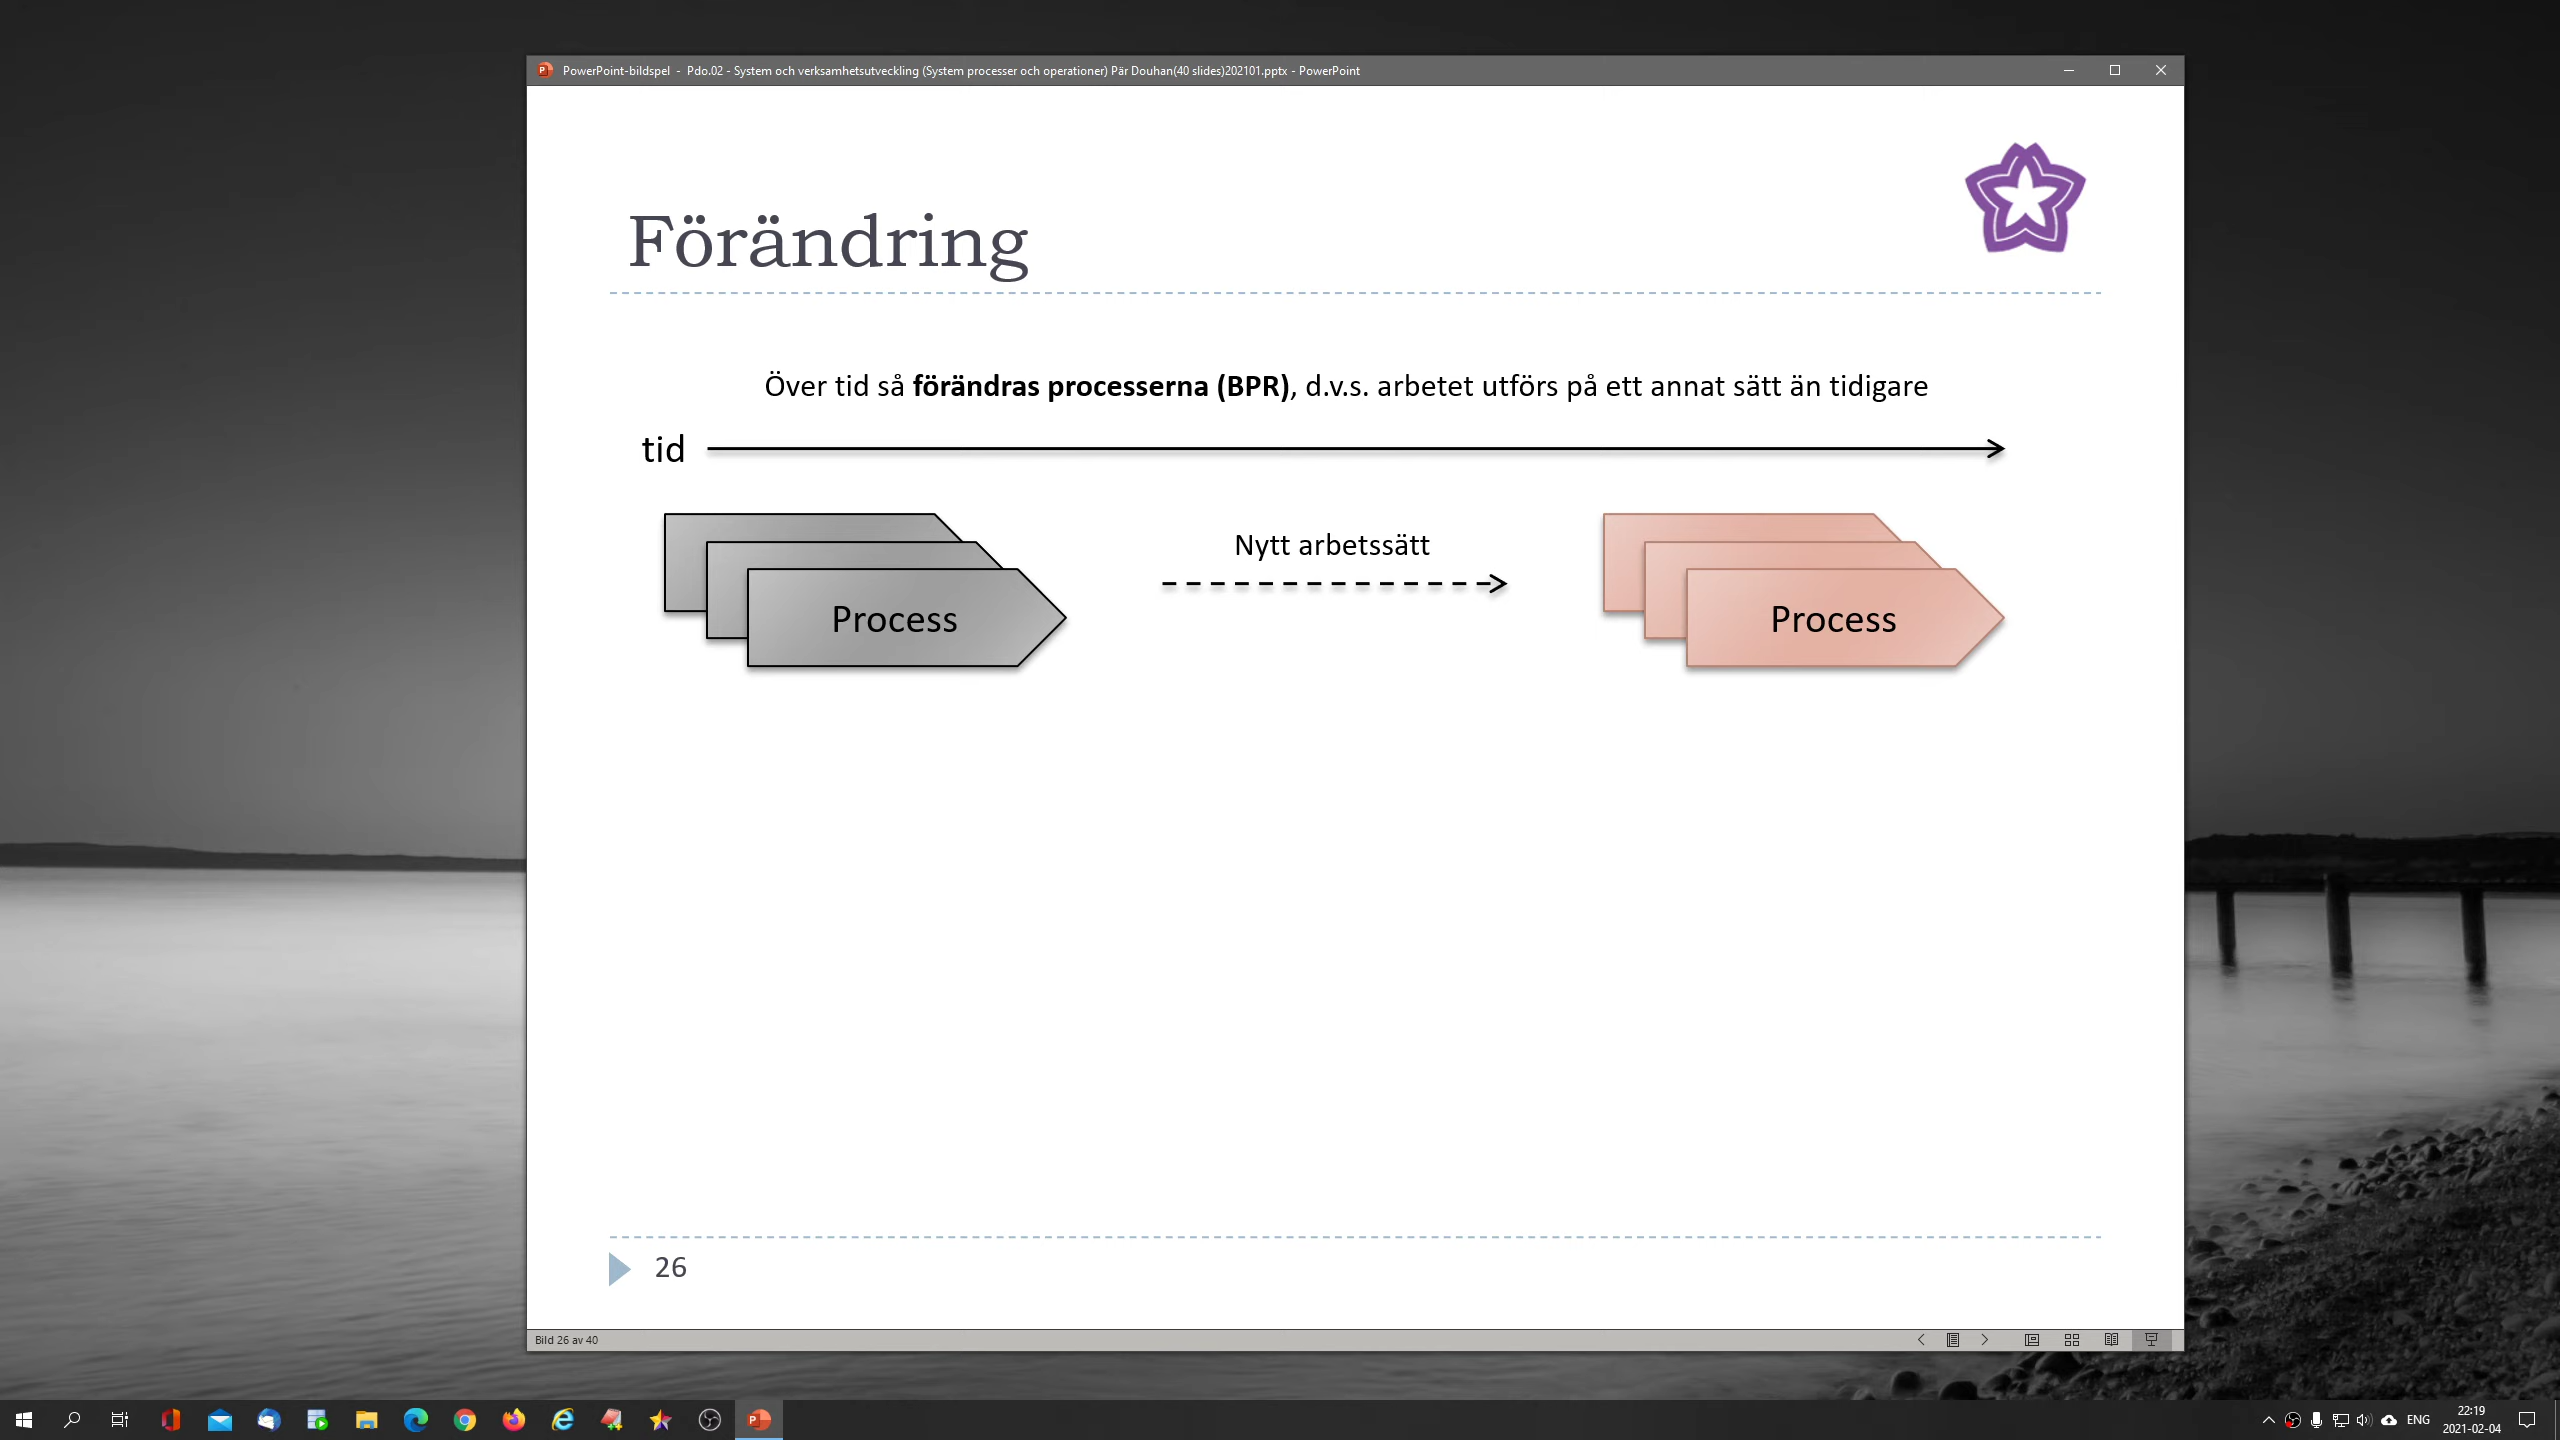 PowerPoint-bildspel - Pdo.02 - System och verksamhetsutveckling (System processer och operationer) Pär Douhan(40 slides)202101.pptx - PowerPoint
Förändring
Över tid så förändras processerna (BPR), d.v.s. arbetet utförs på ett annat sätt än tidigare
tid
Nytt arbetssätt
Process
Process
26
Bild 26 av 40
ENG
22:19
2021-02-04